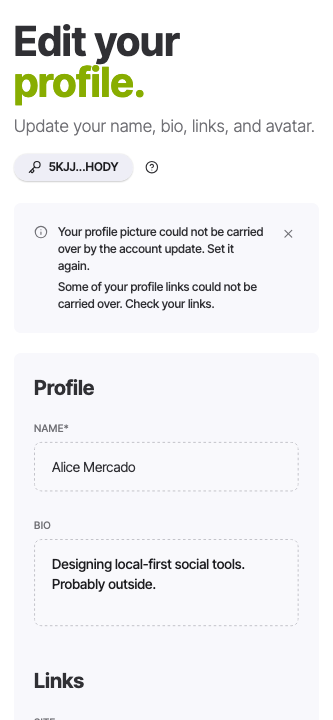 Edit your
profile.
Update your name, bio, links, and avatar.
5KJJ...HODY
Your profile picture could not be carried
over by the account update. Set it
again.
Some of your profile links could not be
carried over. Check your links.
Profile
NAME*
Alice Mercado
BIO
Designing local-first social tools.
Probably outside.
Links